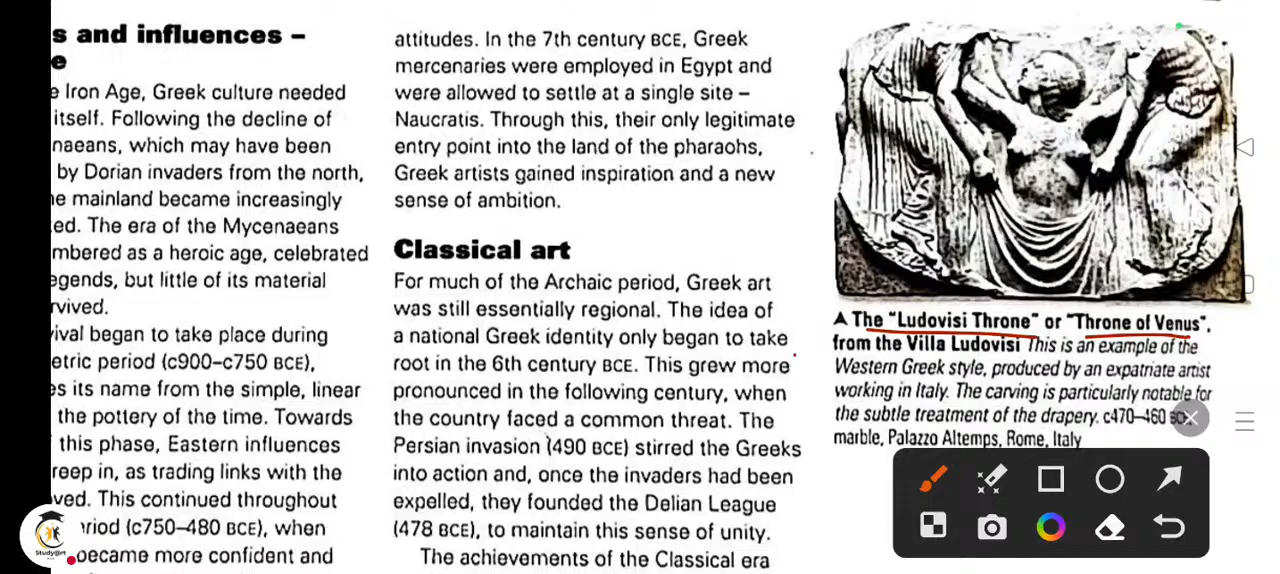 s and influences –
e
e Iron Age, Greek culture needed
itself. Following the decline of
naeans, which may have been
by Dorian invaders from the north,
e mainland became increasingly
ed. The era of the Mycenaeans
mbered as a heroic age, celebrated
egends, but little of its material
rvived.
ival began to take place during
etric period (c900–c750 BCE),
es its name from the simple, linear
the pottery of the time. Towards
this phase, Eastern influences
reep in, as trading links with the
ved. This continued throughout
riod (c750–480 BCE), when
became more confident and
attitudes. In the 7th century BCE, Greek
mercenaries were employed in Egypt and
were allowed to settle at a single site –
Naucratis. Through this, their only legitimate
entry point into the land of the pharaohs,
Greek artists gained inspiration and a new
sense of ambition.
Classical art
For much of the Archaic period, Greek art
was still essentially regional. The idea of
a national Greek identity only began to take
root in the 6th century BCE. This grew more
pronounced in the following century, when
the country faced a common threat. The
Persian invasion (490 BCE) stirred the Greeks
into action and, once the invaders had been
expelled, they founded the Delian League
(478 BCE), to maintain this sense of unity.
The achievements of the Classical era
The "Ludovisi Throne" or "Throne of Venus",
from the Villa Ludovisi This is an example of the
Western Greek style, produced by an expatriate artist
working in Italy. The carving is particularly notable for
the subtle treatment of the drapery. c470–460
marble, Palazzo Altemps, Rome, Italy
Study@rt